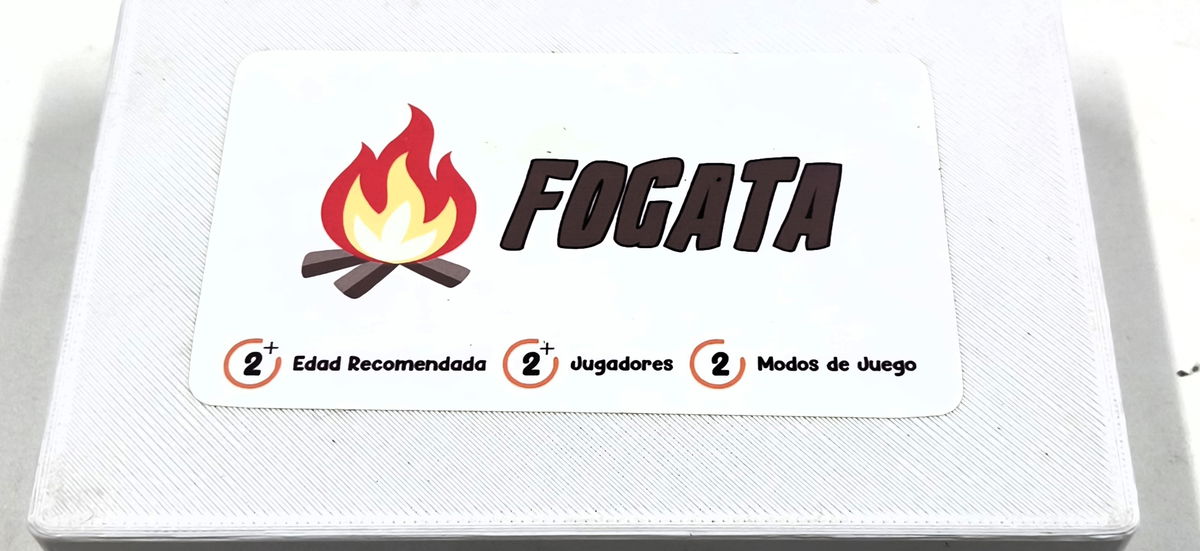 FOGATA
2+ Edad Recomendada 2+ Jugadores 2 Modos de Juego